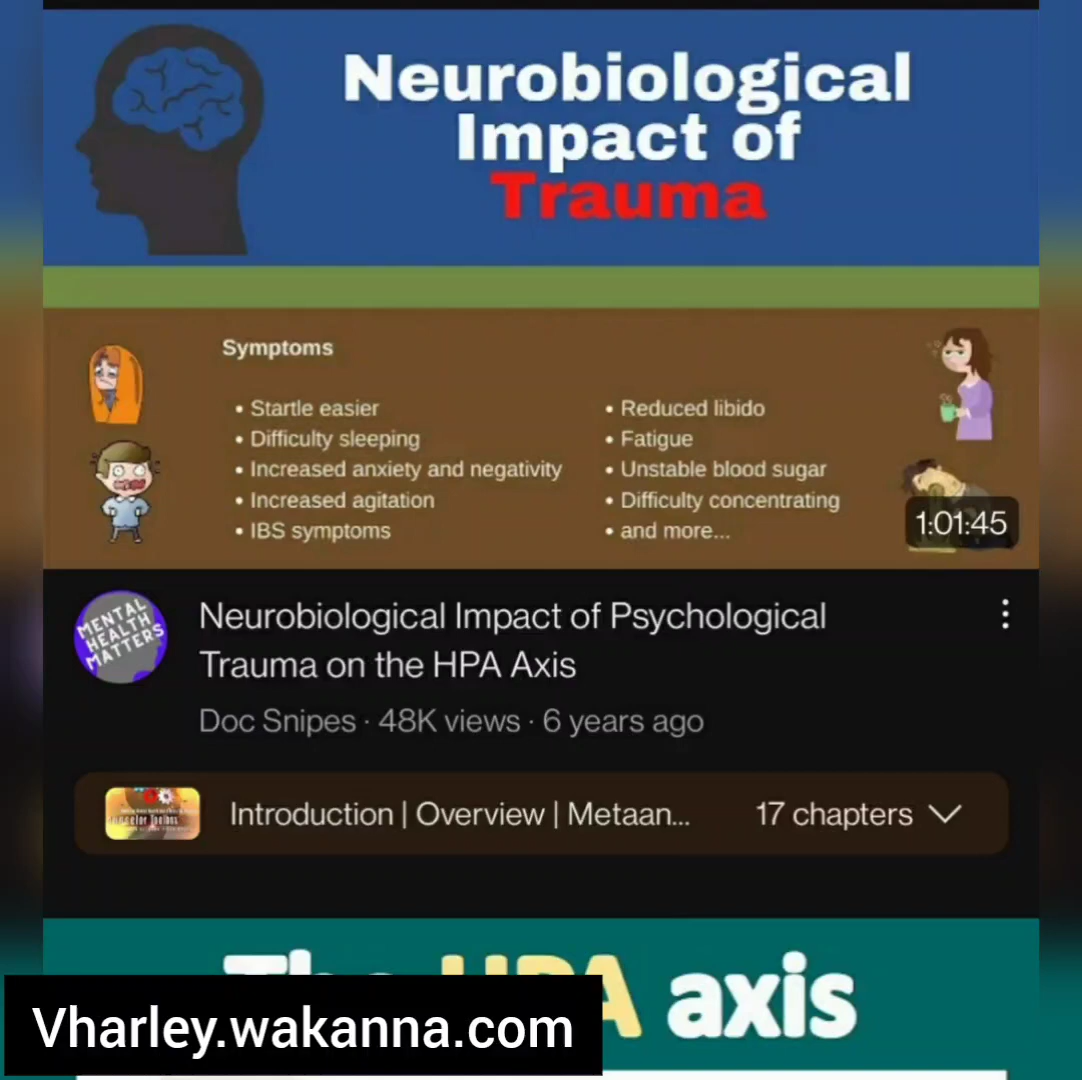 Neurobiological
Impact of
Trauma
Symptoms
• Startle easier
• Difficulty sleeping
• Increased anxiety and negativity
• Increased agitation
• IBS symptoms
• Reduced libido
• Fatigue
• Unstable blood sugar
• Difficulty concentrating
• and more...
1:01:45
MENTAL
HEALTH
MATTERS
Neurobiological Impact of Psychological
Trauma on the HPA Axis
Doc Snipes · 48K views · 6 years ago
Introduction | Overview | Metaan...
17 chapters
The HPA axis
Vharley.wakanna.com